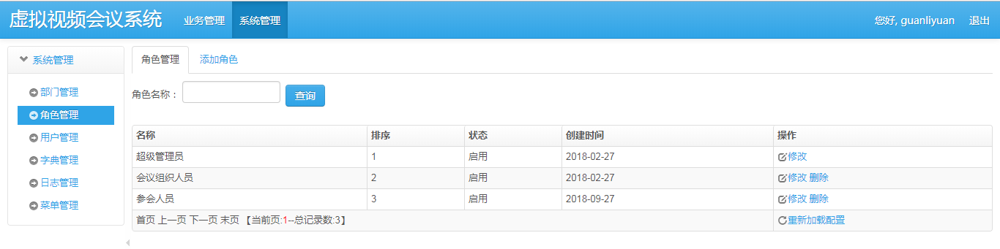 虚拟视频会议系统 业务管理 系统管理 您好, guanliyuan 退出
系统管理
部门管理
角色管理
用户管理
字典管理
日志管理
菜单管理
角色管理 添加角色
角色名称： 查询
名称 排序 状态 创建时间 操作
超级管理员 1 启用 2018-02-27 修改
会议组织人员 2 启用 2018-02-27 修改 删除
参会人员 3 启用 2018-09-27 修改 删除
首页 上一页 下一页 末页 【当前页:1--总记录数:3】 重新加载配置